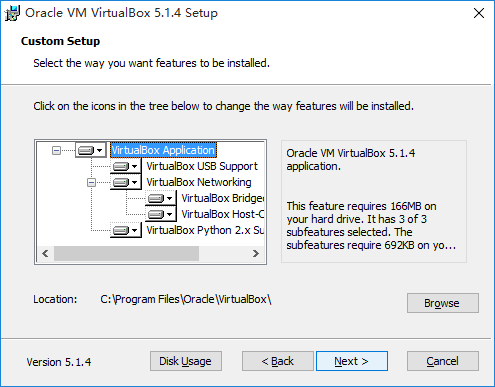 Oracle VM VirtualBox 5.1.4 Setup
Custom Setup
Select the way you want features to be installed.
Click on the icons in the tree below to change the way features will be installed.
VirtualBox Application
VirtualBox USB Support
VirtualBox Networking
VirtualBox Bridge
VirtualBox Host-C
VirtualBox Python 2.x Su
Oracle VM VirtualBox 5.1.4
application.
This feature requires 166MB on
your hard drive. It has 3 of 3
subfeatures selected. The
subfeatures require 692KB on yo...
Location:
C:\Program Files\Oracle\VirtualBox\
Browse
Version 5.1.4
Disk Usage
< Back
Next >
Cancel